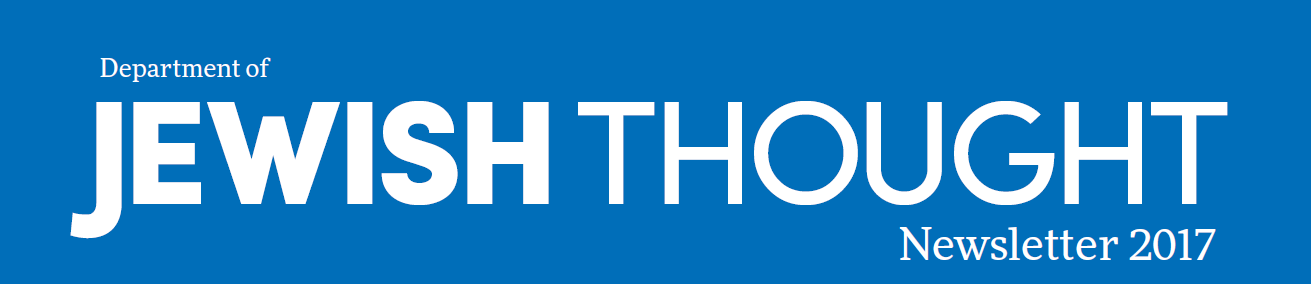 Department of
JEWISH THOUGHT
Newsletter 2017